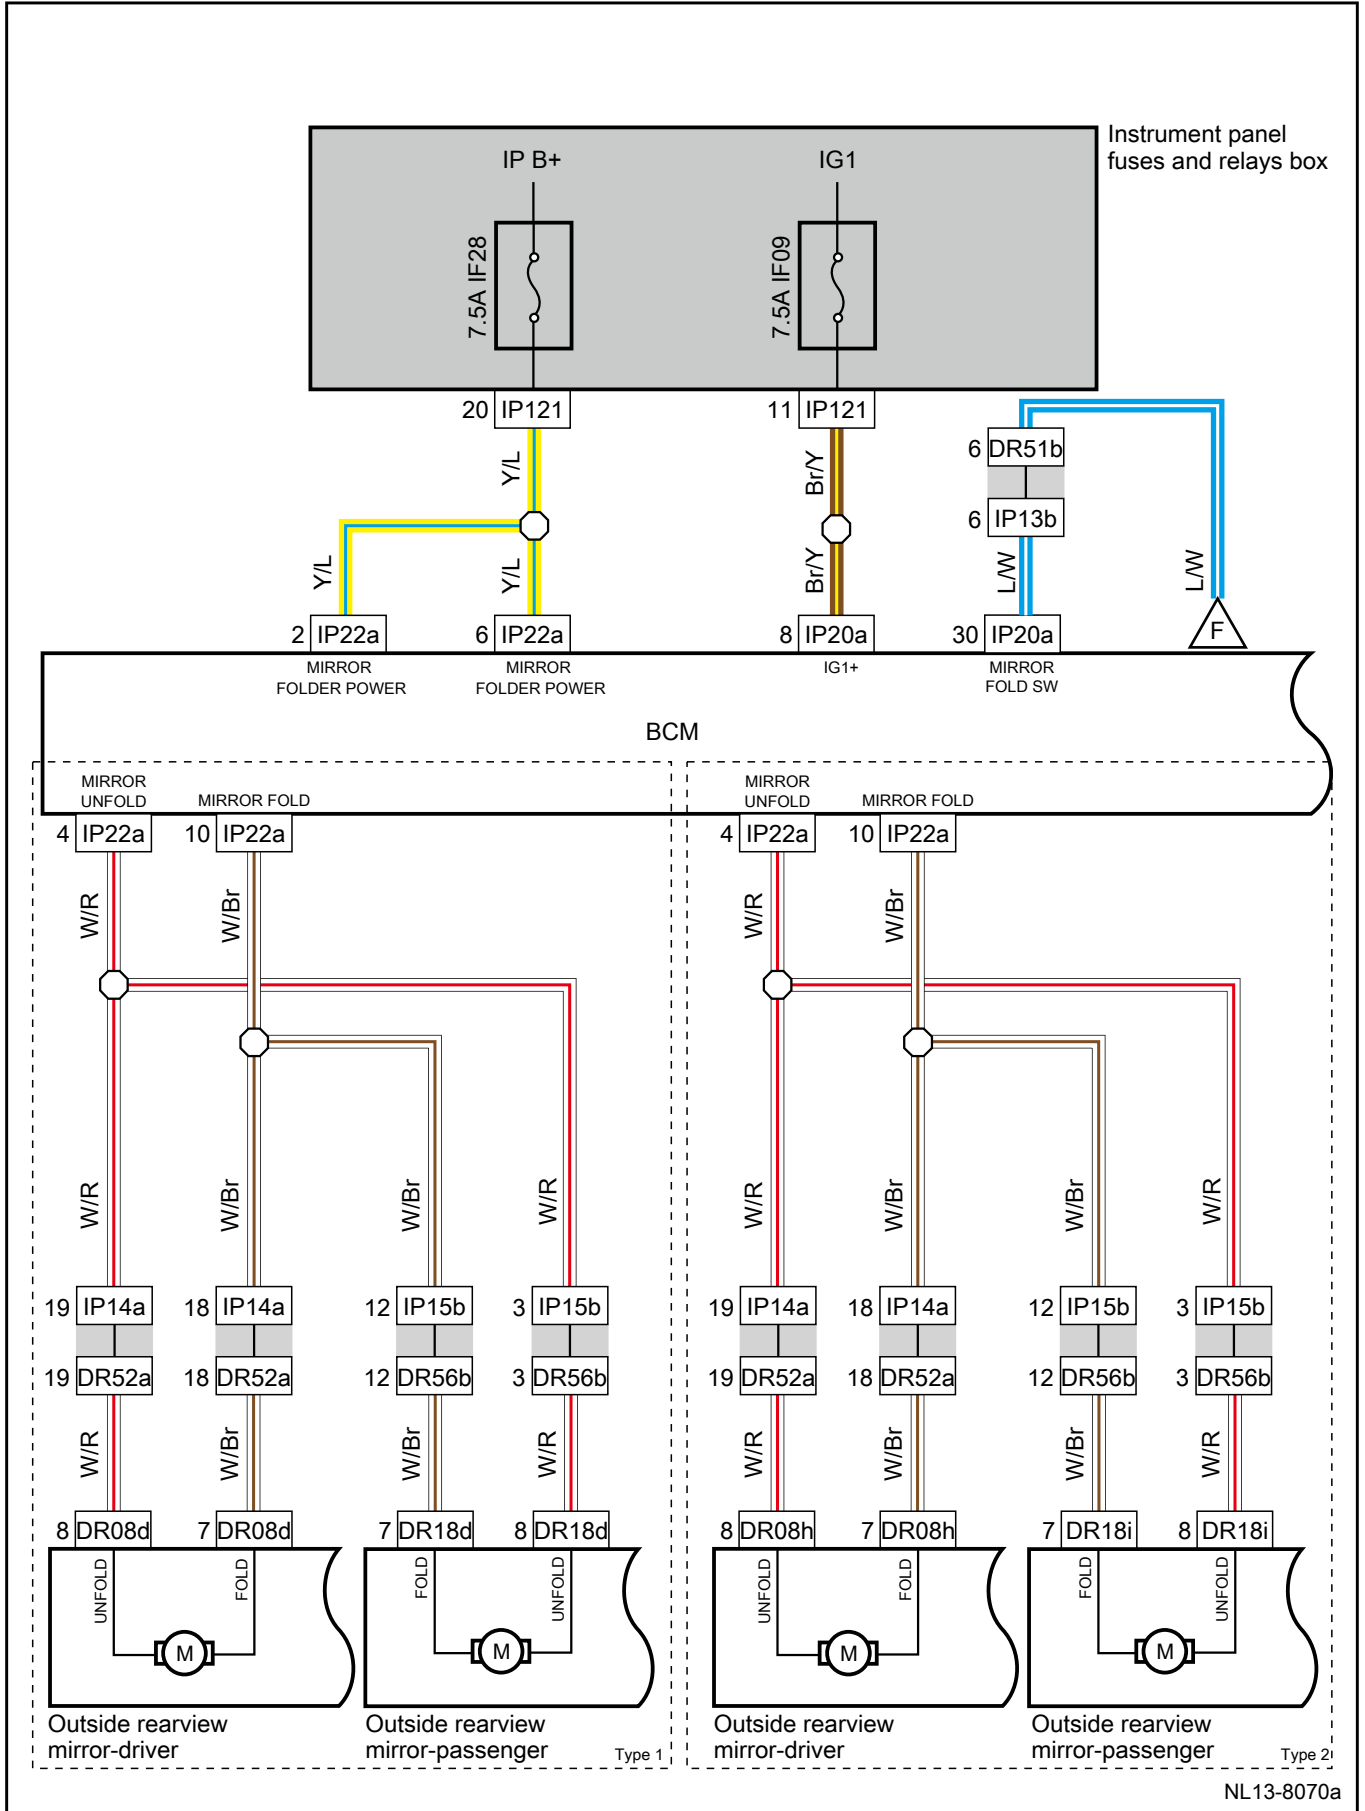 Instrument panel
fuses and relays box
IP B+
IG1
7.5A IF28
7.5A IF09
20 IP121
11 IP121
6 DR51b
6 IP13b
Y/L
Br/Y
Y/L
Y/L
Br/Y
L/W
L/W
2 IP22a
6 IP22a
8 IP20a
30 IP20a
F
MIRROR
FOLDER POWER
MIRROR
FOLDER POWER
IG1+
MIRROR
FOLD SW
BCM
MIRROR
UNFOLD
MIRROR FOLD
MIRROR
UNFOLD
MIRROR FOLD
4 IP22a
10 IP22a
4 IP22a
10 IP22a
W/R
W/Br
W/R
W/Br
W/R
W/Br
W/Br
W/R
W/R
W/Br
W/Br
W/R
19 IP14a
18 IP14a
12 IP15b
3 IP15b
19 IP14a
18 IP14a
12 IP15b
3 IP15b
19 DR52a
18 DR52a
12 DR56b
3 DR56b
19 DR52a
18 DR52a
12 DR56b
3 DR56b
W/R
W/Br
W/Br
W/R
W/R
W/Br
W/Br
W/R
8 DR08d
7 DR08d
7 DR18d
8 DR18d
8 DR08h
7 DR08h
7 DR18i
8 DR18i
UNFOLD
FOLD
FOLD
UNFOLD
UNFOLD
FOLD
FOLD
UNFOLD
M
M
M
M
Outside rearview
mirror-driver
Outside rearview
mirror-passenger
Type 1
Outside rearview
mirror-driver
Outside rearview
mirror-passenger
Type 2
NL13-8070a